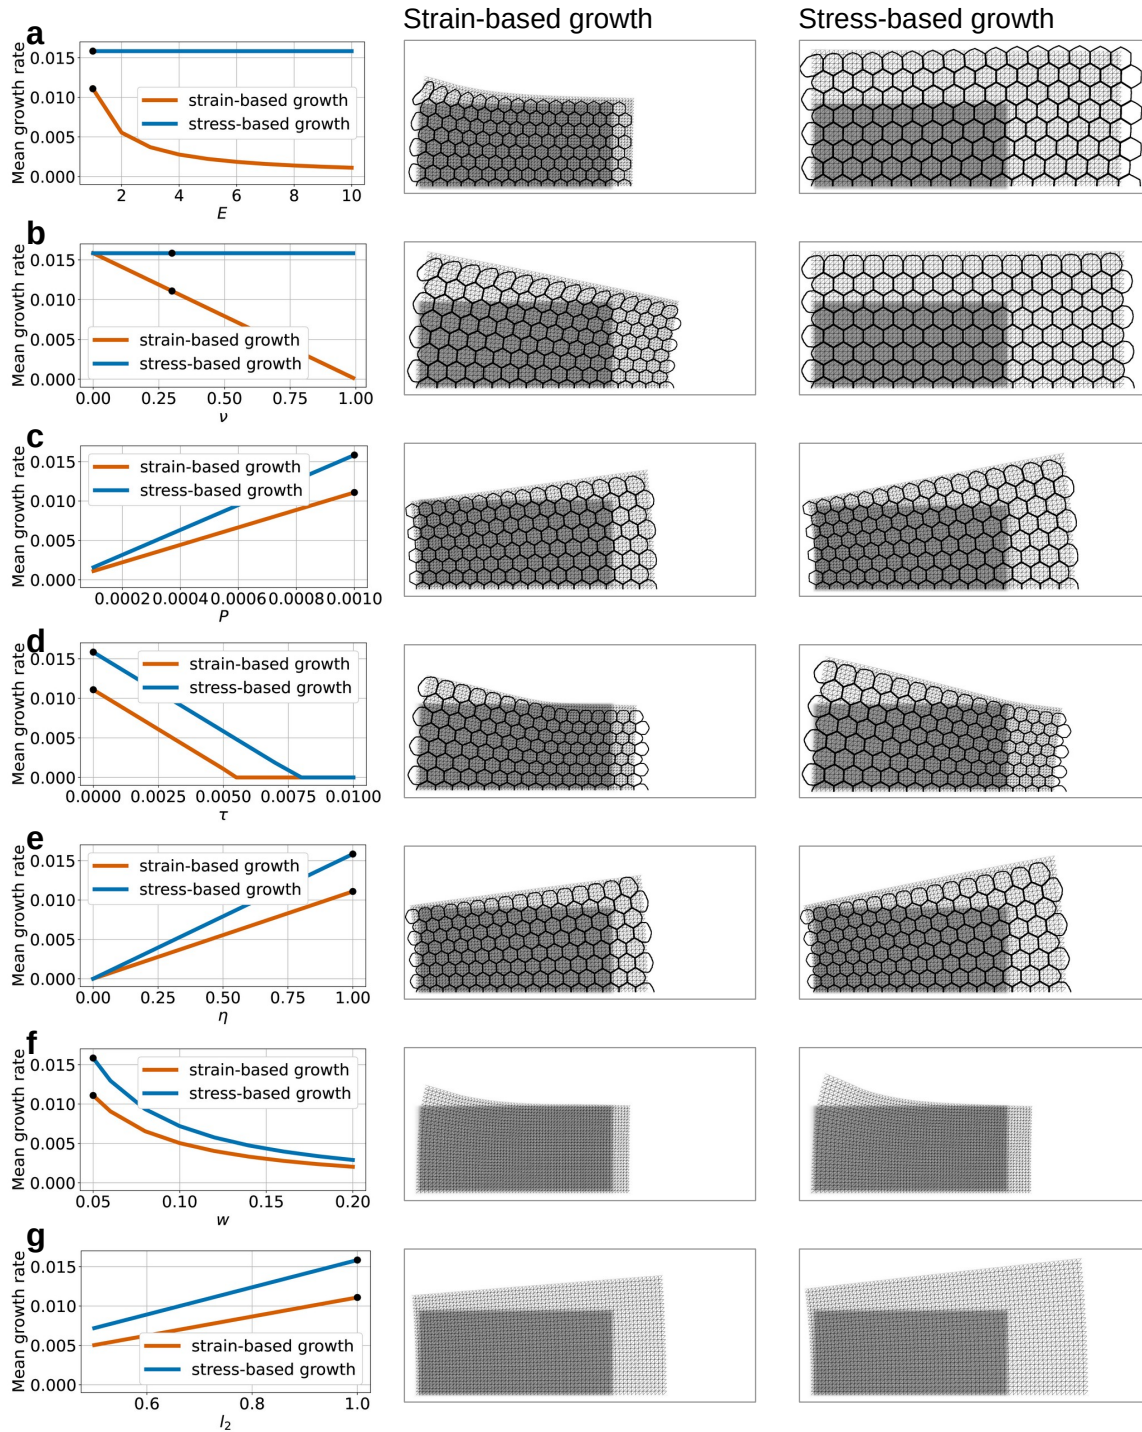 Strain-based growth
Stress-based growth
a
Mean growth rate
0.015
0.010
0.005
0.000
strain-based growth
stress-based growth
2 4 6 8 10
E
b
Mean growth rate
0.015
0.010
0.005
0.000
strain-based growth
stress-based growth
0.00 0.25 0.50 0.75 1.00
ν
c
Mean growth rate
0.015
0.010
0.005
0.000
strain-based growth
stress-based growth
0.0002 0.0004 0.0006 0.0008 0.0010
P
d
Mean growth rate
0.015
0.010
0.005
0.000
strain-based growth
stress-based growth
0.0000 0.0025 0.0050 0.0075 0.0100
τ
e
Mean growth rate
0.015
0.010
0.005
0.000
strain-based growth
stress-based growth
0.00 0.25 0.50 0.75 1.00
η
f
Mean growth rate
0.015
0.010
0.005
0.000
strain-based growth
stress-based growth
0.05 0.10 0.15 0.20
w
g
Mean growth rate
0.015
0.010
0.005
0.000
strain-based growth
stress-based growth
0.6 0.8 1.0
l₂